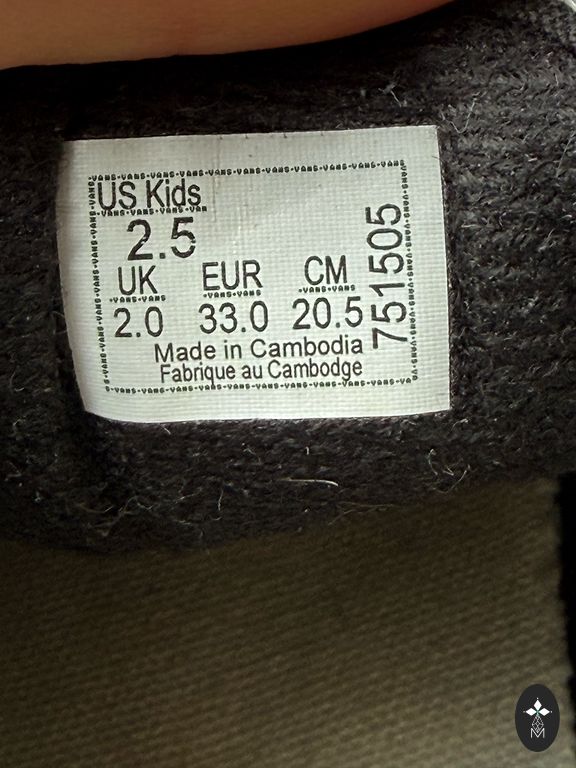 US Kids
2.5
UK EUR CM
2.0 33.0 20.5
Made in Cambodia
Fabrique au Cambodge
751505
M